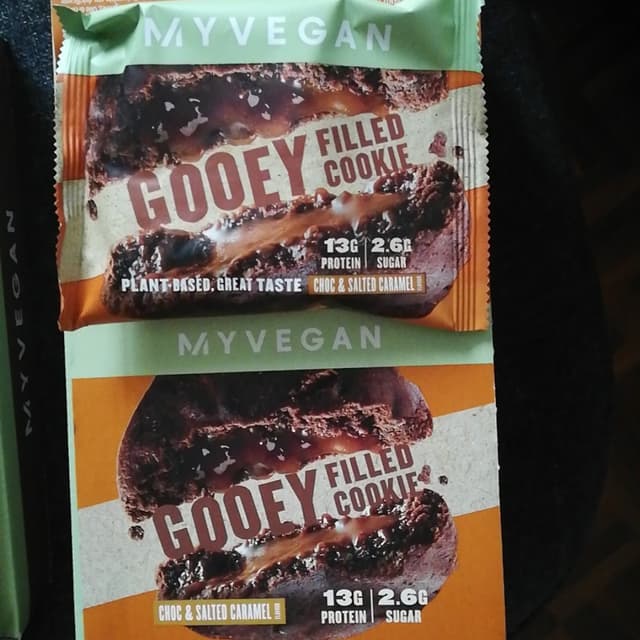 MYVEGAN
GOOEY
FILLED
COOKIE
13G PROTEIN
2.6G SUGAR
PLANT-BASED, GREAT TASTE
CHOC & SALTED CARAMEL
MYVEGAN
MYVEGAN
GOOEY
FILLED
COOKIE
CHOC & SALTED CARAMEL FLAVOUR
13G PROTEIN
2.6G SUGAR